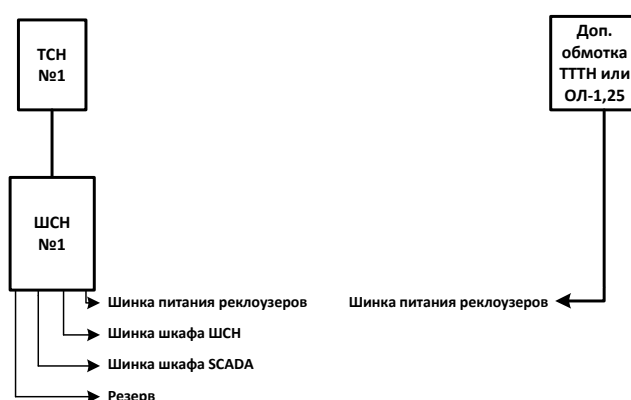 ТСН
№1
Доп.
обмотка
ТТТН или
ОЛ-1,25
ШСН
№1
Шинка питания реклоузеров
Шинка питания реклоузеров
Шинка шкафа ШСН
Шинка шкафа SCADA
Резерв